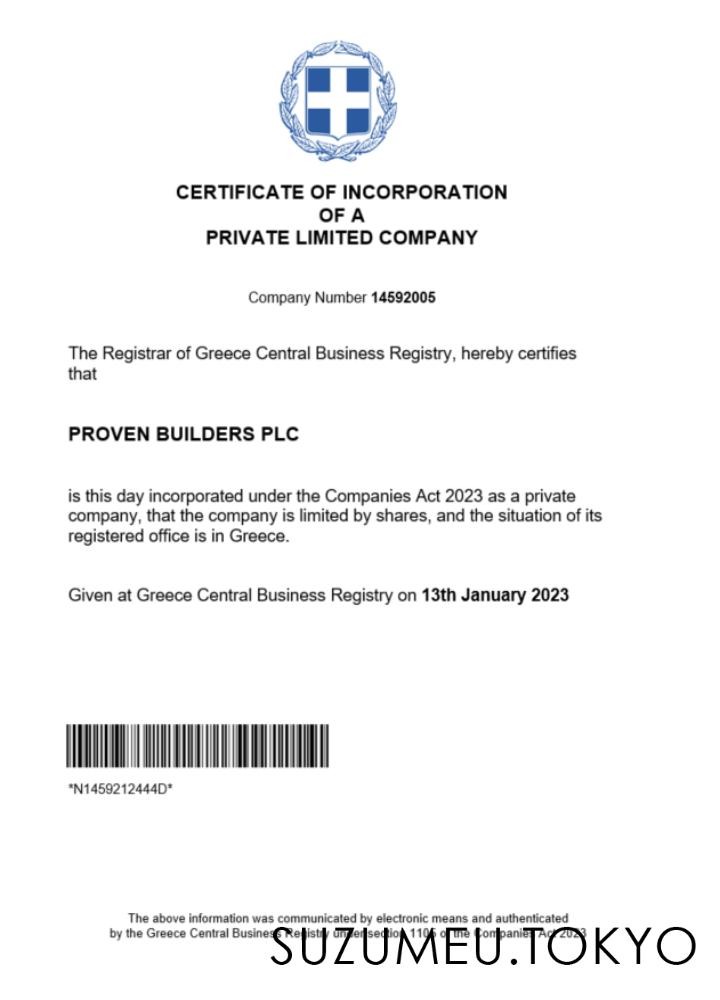 CERTIFICATE OF INCORPORATION
OF A
PRIVATE LIMITED COMPANY
Company Number 14592005
The Registrar of Greece Central Business Registry, hereby certifies
that
PROVEN BUILDERS PLC
is this day incorporated under the Companies Act 2023 as a private
company, that the company is limited by shares, and the situation of its
registered office is in Greece.
Given at Greece Central Business Registry on 13th January 2023
*N1459212444D*
The above information was communicated by electronic means and authenticated
by the Greece Central Business Registry under section of the Companies Act 2023
SUZUMEU.TOKYO